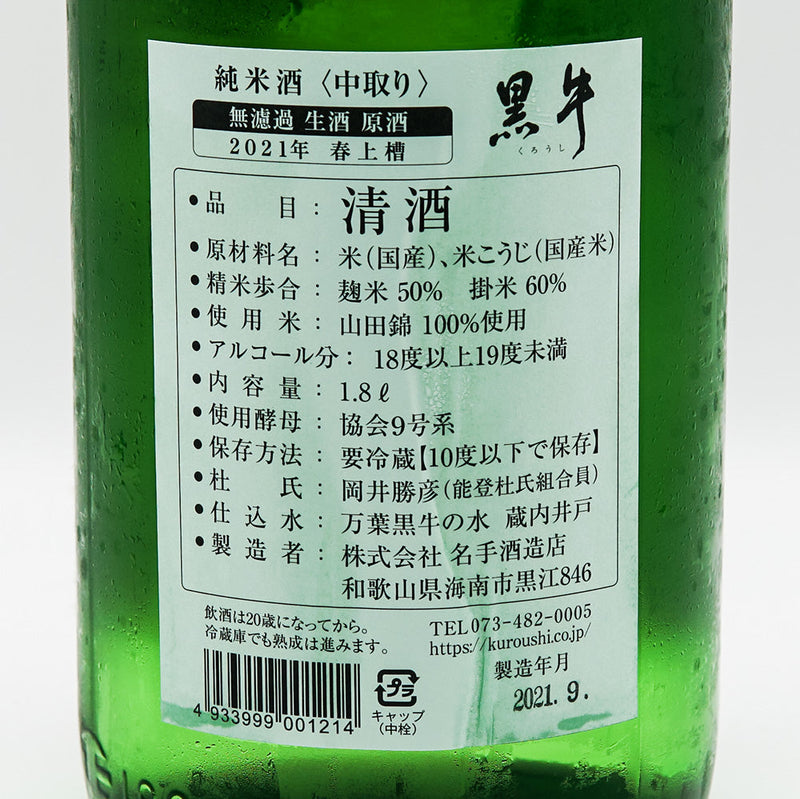 純米酒〈中取り〉
無濾過 生酒 原酒
2021年 春上槽
黒牛
くろうし
•品目：清酒
•原材料名：米(国産)、米こうじ(国産米)
•精米歩合：麹米 50% 掛米 60%
•使用米：山田錦 100%使用
•アルコール分：18度以上19度未満
•内容量：1.8ℓ
•使用酵母：協会9号系
•保存方法：要冷蔵【10度以下で保存】
•杜氏：岡井勝彦(能登杜氏組合員)
•仕込水：万葉黒牛の水 蔵内井戸
•製造者：株式会社 名手酒造店
和歌山県海南市黒江846
飲酒は20歳になってから。
冷蔵庫でも熟成は進みます。
TEL073-482-0005
https://kuroushi.co.jp/
製造年月
2021. 9.
4 933999 001214
プラ
キャップ
(中栓)